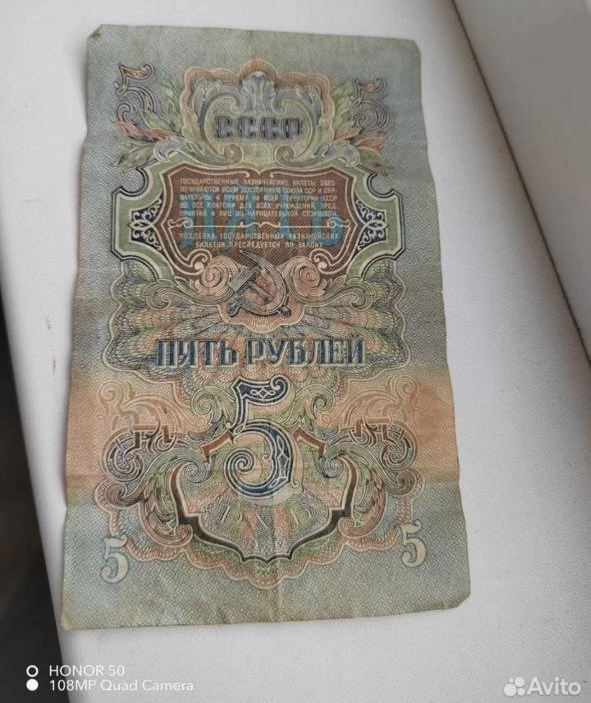 5 5
СССР
ГОСУДАРСТВЕННЫЕ КАЗНАЧЕЙСКИЕ БИЛЕТЫ ОБЕС-
ПЕЧИВАЮТСЯ ВСЕМ ДОСТОЯНИЕМ СОЮЗА ССР И ОБЯ-
ЗАТЕЛЬНЫ К ПРИЕМУ НА ВСЕЙ ТЕРРИТОРИИ СССР
ВО ВСЕ ПЛАТЕЖИ ДЛЯ ВСЕХ УЧРЕЖДЕНИЙ, ПРЕД-
ПРИЯТИЙ И ЛИЦ ПО НАРИЦАТЕЛЬНОЙ СТОИМОСТИ.
ПОДДЕЛКА ГОСУДАРСТВЕННЫХ КАЗНАЧЕЙСКИХ
БИЛЕТОВ ПРЕСЛЕДУЕТСЯ ПО ЗАКОНУ
ПЯТЬ РУБЛЕЙ
5
5 5
HONOR 50
108MP Quad Camera
Avito